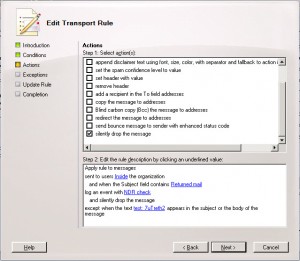 Edit Transport Rule
Introduction
Conditions
Actions
Exceptions
Update Rule
Completion
Actions
Step 1: Select action(s):
append disclaimer text using font, size, color, with separator and fallback to action i
set the spam confidence level to value
set header with value
remove header
add a recipient in the To field addresses
copy the message to addresses
Blind carbon copy (Bcc) the message to addresses
redirect the message to addresses
send bounce message to sender with enhanced status code
silently drop the message
Step 2: Edit the rule description by clicking an underlined value:
Apply rule to messages
sent to users Inside the organization
and when the Subject field contains Returned mail
log an event with NDR check
and silently drop the message
except when the text test: appears in the subject or the body of the
message
Help
< Back
Next >
Cancel